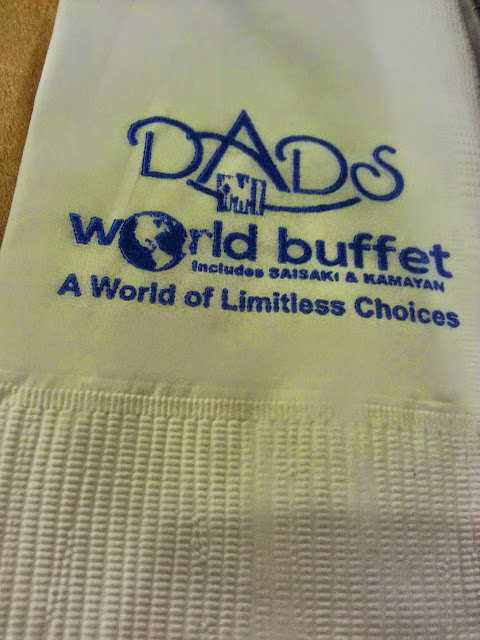 DADS
world buffet
Includes SAISAKI & KAMAYAN
A World of Limitless Choices